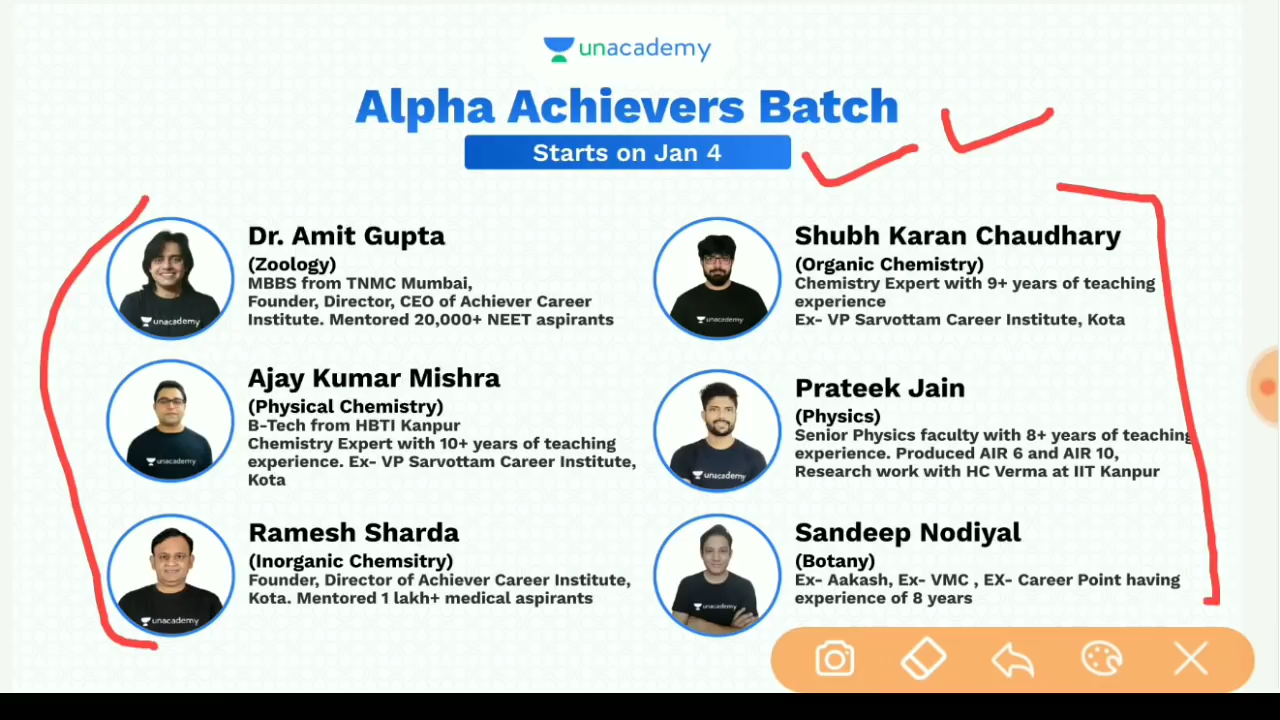 unacademy
Alpha Achievers Batch
Starts on Jan 4
Dr. Amit Gupta
(Zoology)
MBBS from TNMC Mumbai,
Founder, Director, CEO of Achiever Career
Institute. Mentored 20,000+ NEET aspirants
unacademy
Shubh Karan Chaudhary
(Organic Chemistry)
Chemistry Expert with 9+ years of teaching
experience
Ex- VP Sarvottam Career Institute, Kota
unacademy
Ajay Kumar Mishra
(Physical Chemistry)
B-Tech from HBTI Kanpur
Chemistry Expert with 10+ years of teaching
experience. Ex- VP Sarvottam Career Institute,
Kota
unacademy
Prateek Jain
(Physics)
Senior Physics faculty with 8+ years of teaching
experience. Produced AIR 6 and AIR 10,
Research work with HC Verma at IIT Kanpur
unacademy
Ramesh Sharda
(Inorganic Chemsitry)
Founder, Director of Achiever Career Institute,
Kota. Mentored 1 lakh+ medical aspirants
unacademy
Sandeep Nodiyal
(Botany)
Ex- Aakash, Ex- VMC , EX- Career Point having
experience of 8 years
unacademy